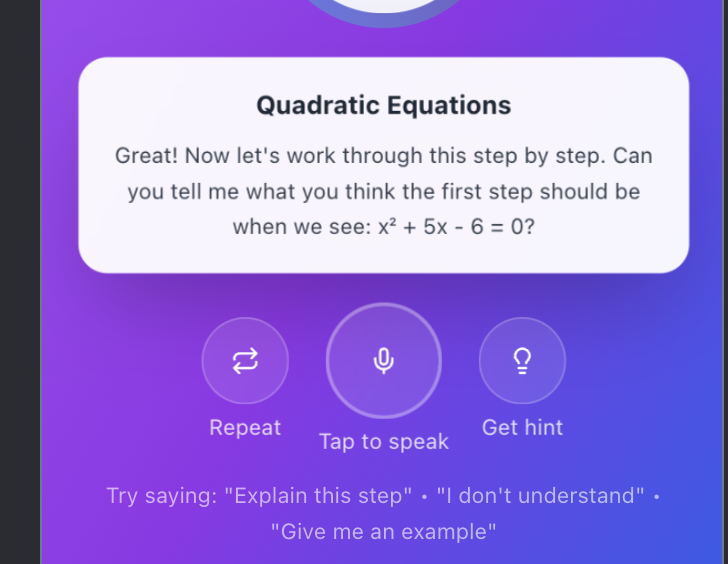 Quadratic Equations
Great! Now let's work through this step by step. Can
you tell me what you think the first step should be
when we see: x² + 5x - 6 = 0?
Repeat
Tap to speak
Get hint
Try saying: "Explain this step" • "I don't understand" •
"Give me an example"